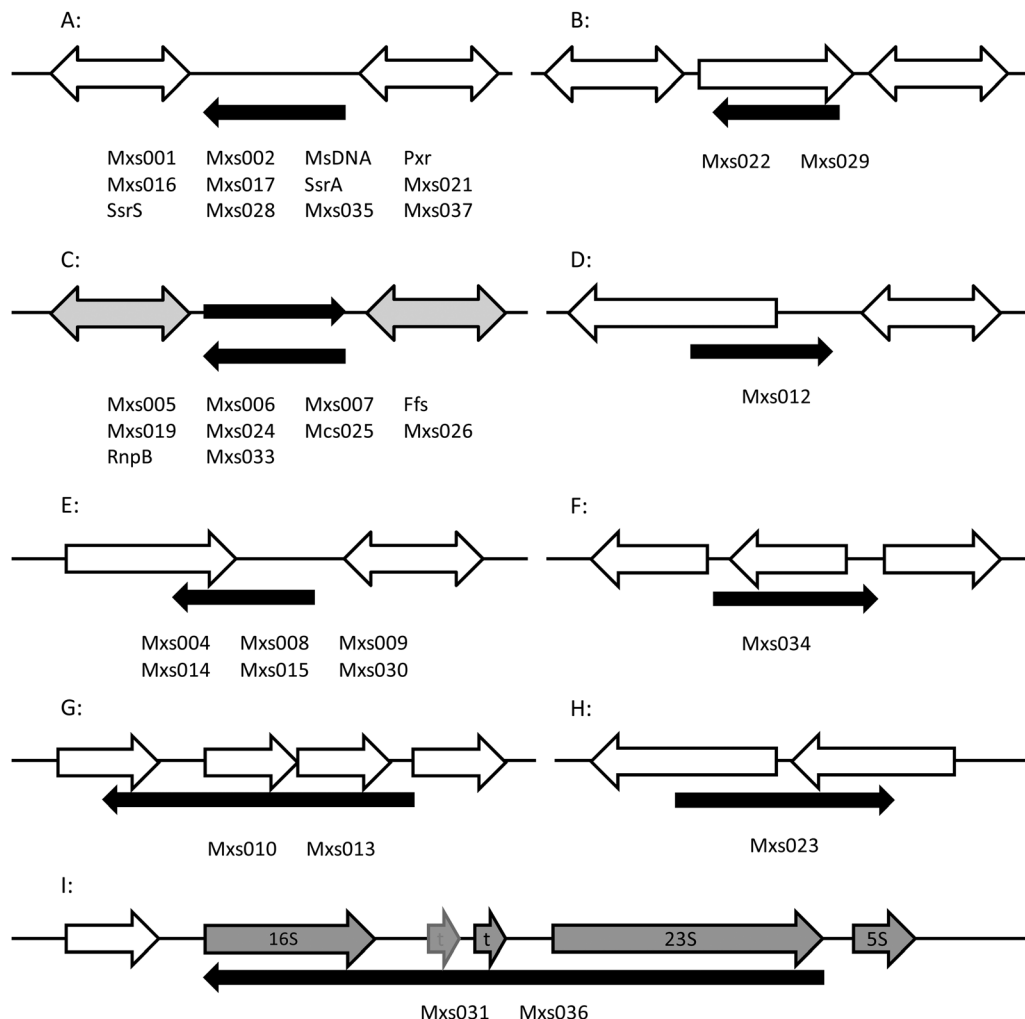 A:
Mxs001 Mxs002 MsDNA Pxr
Mxs016 Mxs017 SsrA Mxs021
SsrS Mxs028 Mxs035 Mxs037
B:
Mxs022 Mxs029
C:
Mxs005 Mxs006 Mxs007 Ffs
Mxs019 Mxs024 Mcs025 Mxs026
RnpB Mxs033
D:
Mxs012
E:
Mxs004 Mxs008 Mxs009
Mxs014 Mxs015 Mxs030
F:
Mxs034
G:
Mxs010 Mxs013
H:
Mxs023
I:
16S t t 23S 5S
Mxs031 Mxs036